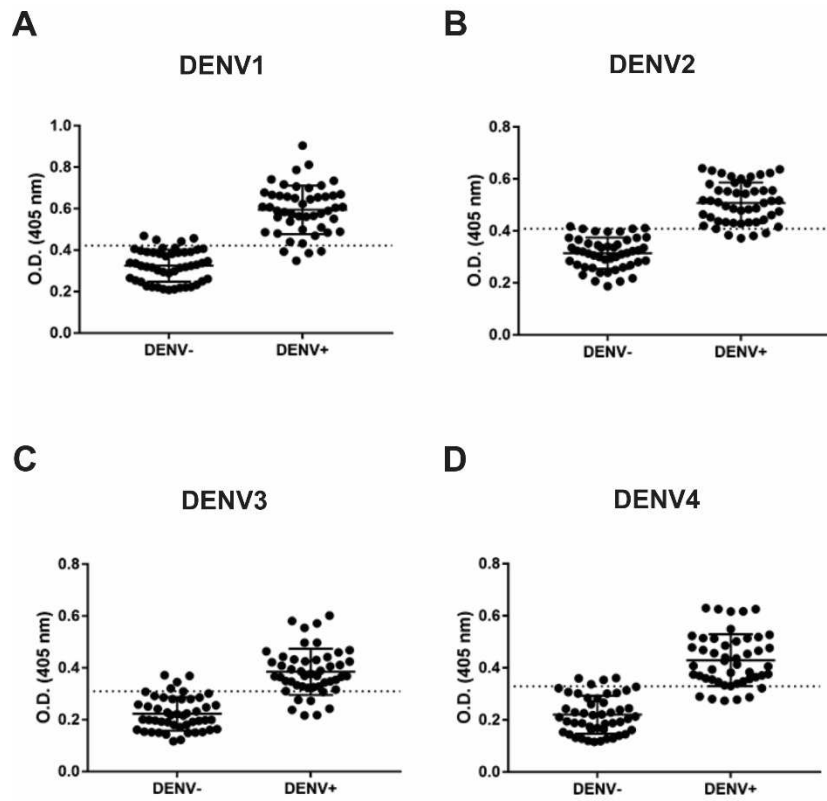 A
DENV1
O.D. (405 nm)
1.0
0.8
0.6
0.4
0.2
0.0
DENV-
DENV+
B
DENV2
O.D. (405 nm)
0.8
0.6
0.4
0.2
0.0
DENV-
DENV+
C
DENV3
O.D. (405 nm)
0.8
0.6
0.4
0.2
0.0
DENV-
DENV+
D
DENV4
O.D. (405 nm)
0.8
0.6
0.4
0.2
0.0
DENV-
DENV+